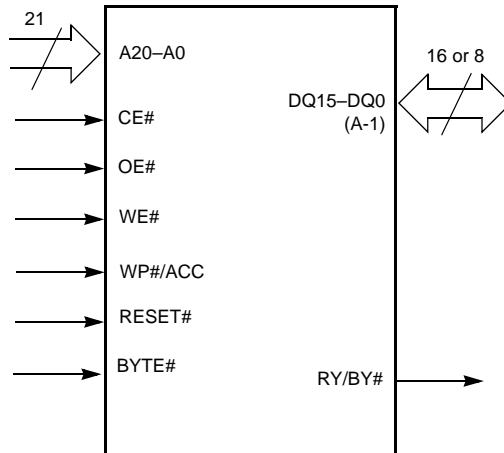 21
A20–A0
16 or 8
DQ15–DQ0
(A-1)
CE#
OE#
WE#
WP#/ACC
RESET#
BYTE#
RY/BY#